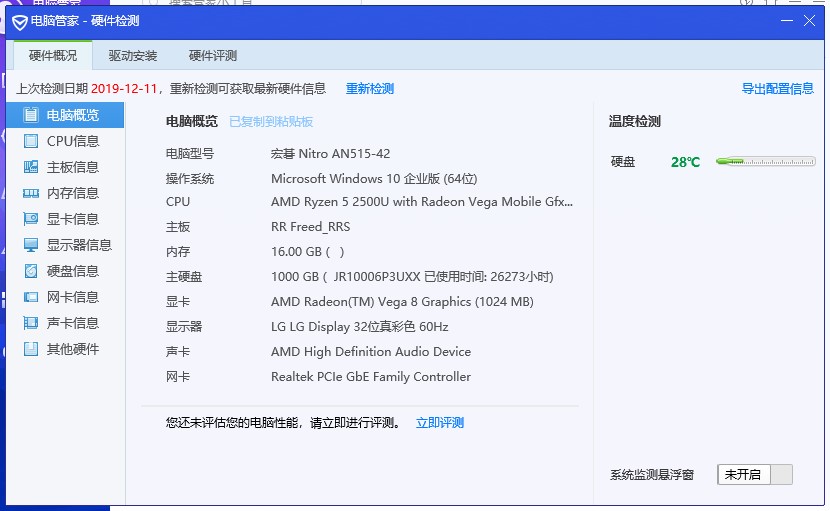 电脑管家 - 硬件检测
硬件概况 驱动安装 硬件评测
上次检测日期 2019-12-11，重新检测可获取最新硬件信息 重新检测 导出配置信息
电脑概览
CPU信息
主板信息
内存信息
显卡信息
显示器信息
硬盘信息
网卡信息
声卡信息
其他硬件
电脑概览 已复制到粘贴板
电脑型号 宏碁 Nitro AN515-42
操作系统 Microsoft Windows 10 企业版 (64位)
CPU AMD Ryzen 5 2500U with Radeon Vega Mobile Gfx...
主板 RR Freed_RRS
内存 16.00 GB ( )
主硬盘 1000 GB ( JR10006P3UXX 已使用时间: 26273小时)
显卡 AMD Radeon(TM) Vega 8 Graphics (1024 MB)
显示器 LG LG Display 32位真彩色 60Hz
声卡 AMD High Definition Audio Device
网卡 Realtek PCIe GbE Family Controller
您还未评估您的电脑性能，请立即进行评测。 立即评测
温度检测
硬盘 28℃
系统监测悬浮窗 未开启